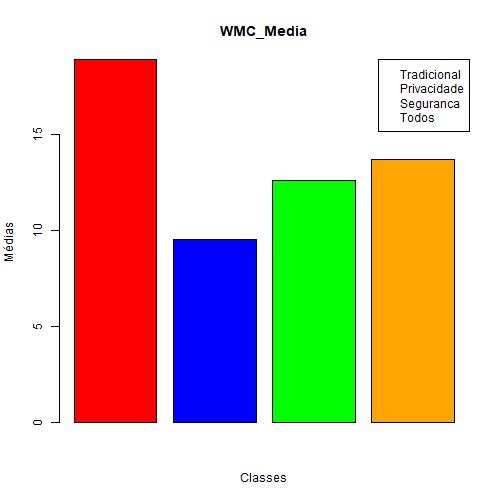 WMC_Media
Tradicional
Privacidade
Seguranca
Todos
Médias
15
10
5
0
Classes